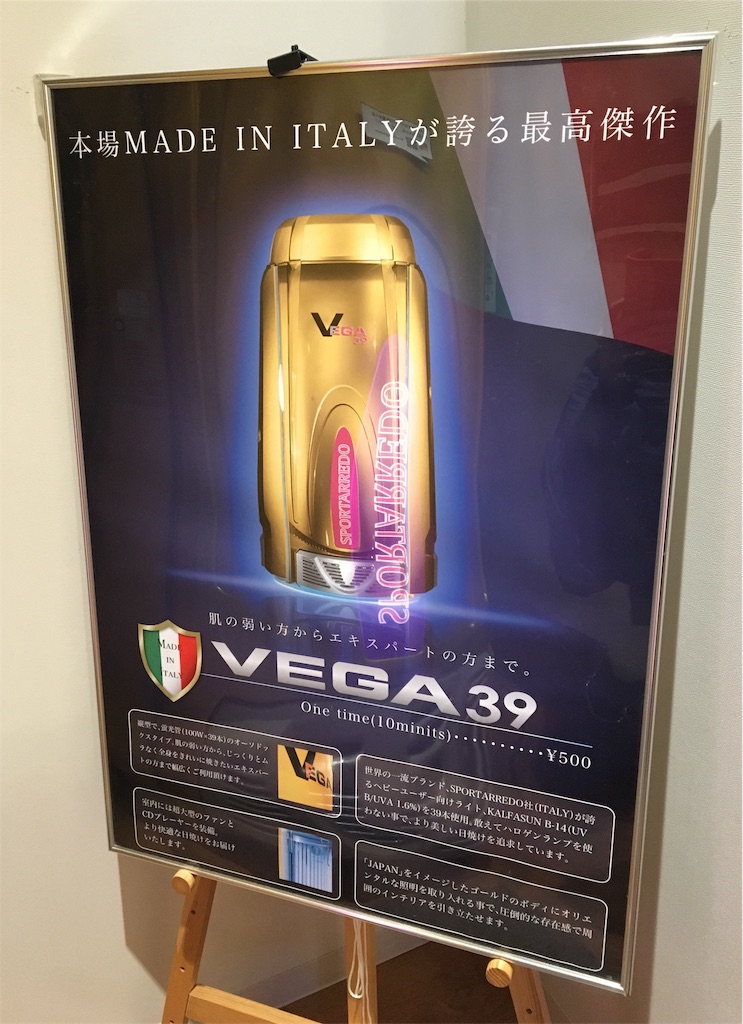 本場MADE IN ITALYが誇る最高傑作
VEGA
39
SPORTARREDO
SPORTARREDO
肌の弱い方からエキスパートの方まで。
MADE
IN
ITALY
VEGA39
One time(10minits)··········¥500
縦型で、蛍光管(100W×39本)のオーソドッ
クスタイプ。肌の弱い方から、じっくりとム
ラなく全身をきれいに焼きたいエキスパー
トの方まで幅広くご利用頂けます。
VEGA
世界の一流ブランド、SPORTARREDO社(ITALY)が誇
るヘビーユーザー向けライト、KALFASUN B-14(UV
B/UVA 1.6%)を39本使用。敢えてハロゲンランプを使
わない事で、より美しい日焼けを追求しています。
室内には超大型のファンと
CDプレーヤーを装備。
より快適な日焼けをお届け
いたします。
「JAPAN」をイメージしたゴールドのボディにオリエ
ンタルな照明を取り入れる事で、圧倒的な存在感で周
囲のインテリアを引き立たせます。